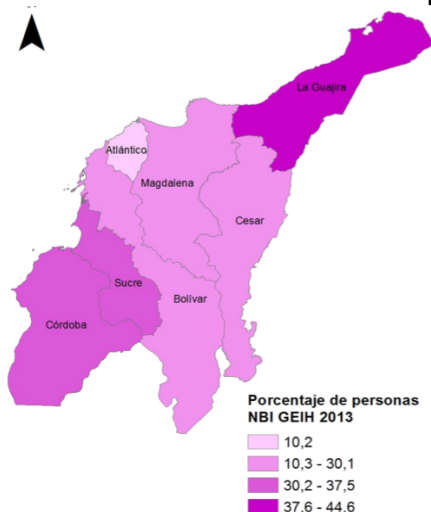 La Guajira
Atlántico
Magdalena
Cesar
Sucre
Bolívar
Córdoba
Porcentaje de personas
NBI GEIH 2013
10,2
10,3 - 30,1
30,2 - 37,5
37,6 - 44,6